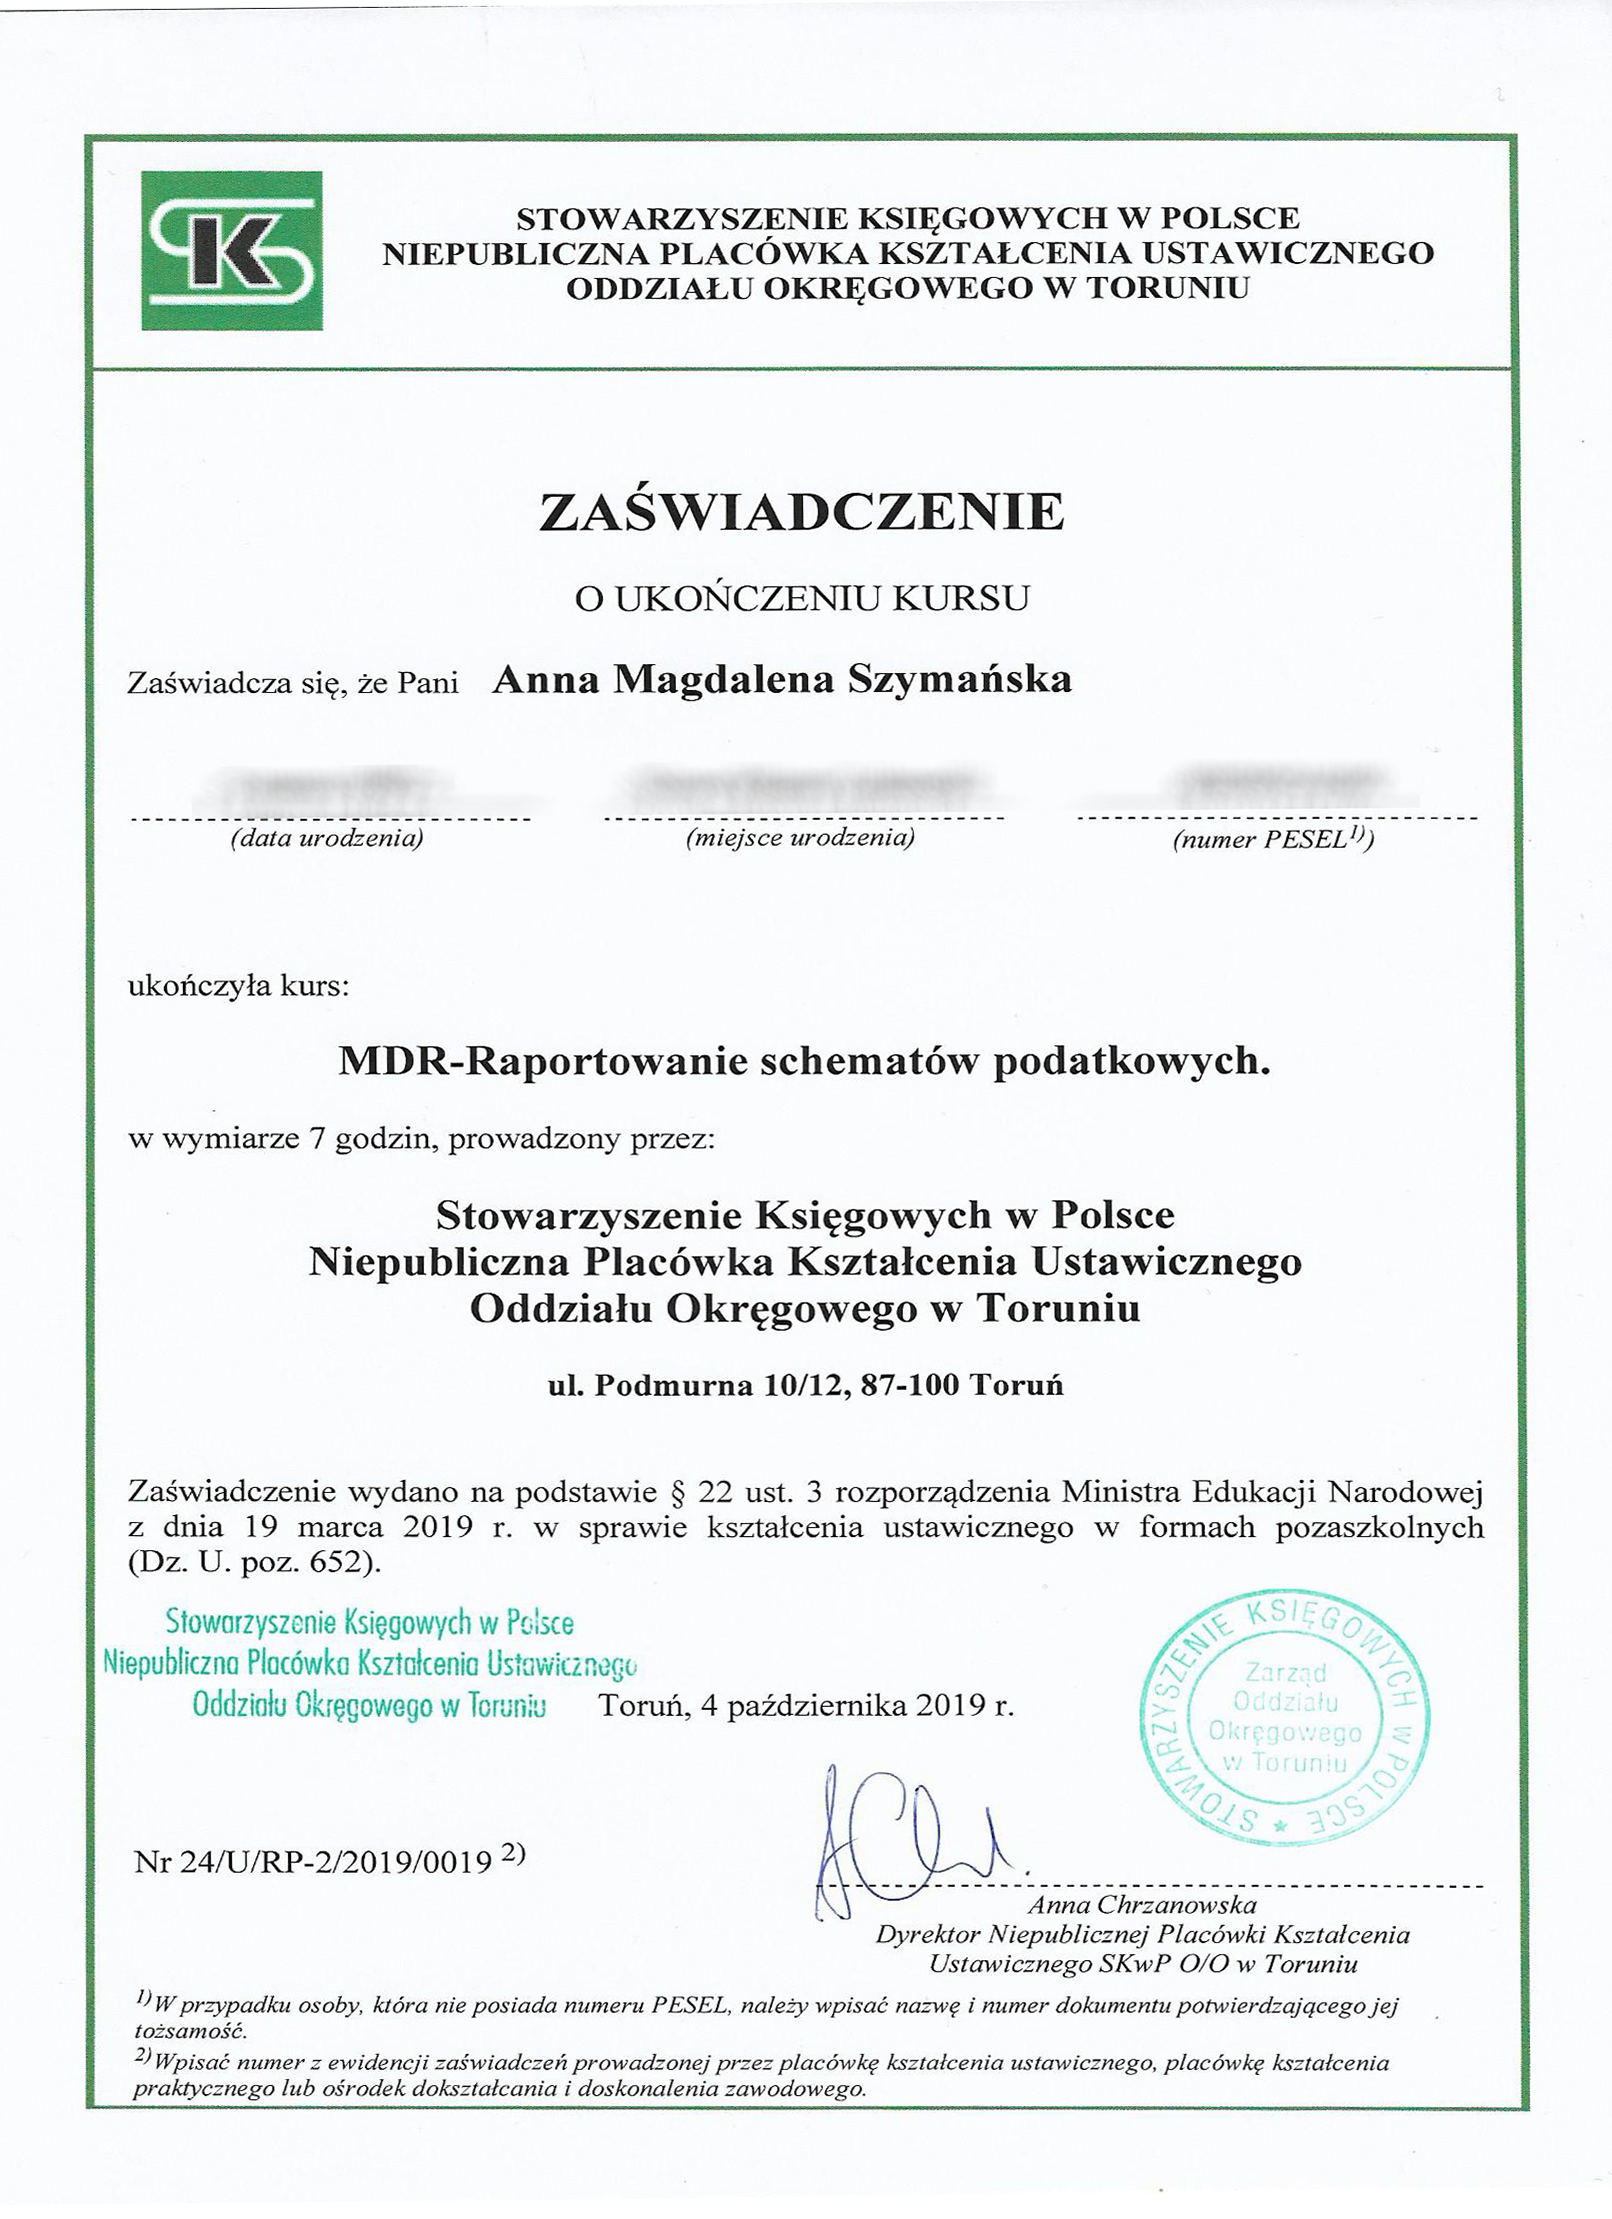 SKS
STOWARZYSZENIE KSIĘGOWYCH W POLSCE
NIEPUBLICZNA PLACÓWKA KSZTAŁCENIA USTAWICZNEGO
ODDZIAŁU OKRĘGOWEGO W TORUNIU
ZAŚWIADCZENIE
O UKOŃCZENIU KURSU
Zaświadcza się, że Pani Anna Magdalena Szymańska
(data urodzenia) (miejsce urodzenia) (numer PESEL¹⁾)
ukończyła kurs:
MDR-Raportowanie schematów podatkowych.
w wymiarze 7 godzin, prowadzony przez:
Stowarzyszenie Księgowych w Polsce
Niepubliczna Placówka Kształcenia Ustawicznego
Oddziału Okręgowego w Toruniu
ul. Podmurna 10/12, 87-100 Toruń
Zaświadczenie wydano na podstawie § 22 ust. 3 rozporządzenia Ministra Edukacji Narodowej
z dnia 19 marca 2019 r. w sprawie kształcenia ustawicznego w formach pozaszkolnych
(Dz. U. poz. 652).
Stowarzyszenie Księgowych w Polsce
Niepubliczna Placówka Kształcenia Ustawicznego
Oddziału Okręgowego w Toruniu
Toruń, 4 października 2019 r.
STOWARZYSZENIE KSIĘGOWYCH W POLSCE
Zarząd
Oddziału
Okręgowego
w Toruniu
Nr 24/U/RP-2/2019/0019 ²⁾
Anna Chrzanowska
Dyrektor Niepublicznej Placówki Kształcenia
Ustawicznego SKwP O/O w Toruniu
¹⁾W przypadku osoby, która nie posiada numeru PESEL, należy wpisać nazwę i numer dokumentu potwierdzającego jej
tożsamość.
²⁾Wpisać numer z ewidencji zaświadczeń prowadzonej przez placówkę kształcenia ustawicznego, placówkę kształcenia
praktycznego lub ośrodek dokształcania i doskonalenia zawodowego.